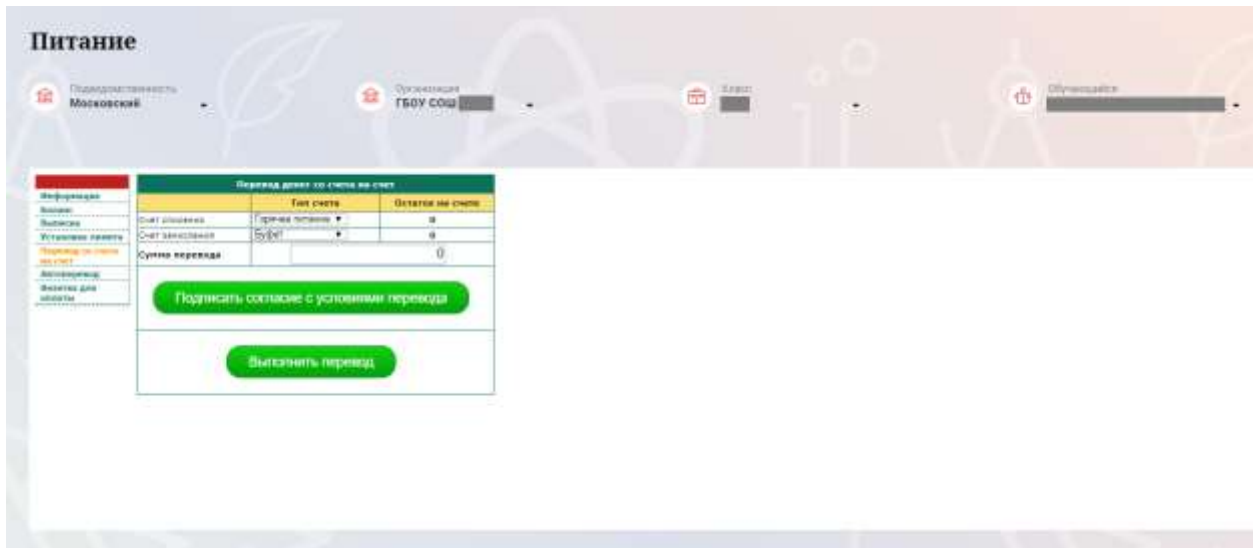 Питание
Подведомственность
Московский
Организация
ГБОУ СОШ
Класс
Обучающийся
Информация
Баланс
Выписка
Установка лимита
Перевод со счета
на счет
Автоперевод
Визитка для
оплаты
Перевод денег со счета на счет
Тип счета Остаток на счете
Счет списания Горячее питание ▼ 0
Счет зачисления Буфет ▼ 0
Сумма перевода 0
Подписать согласие с условиями перевода
Выполнить перевод